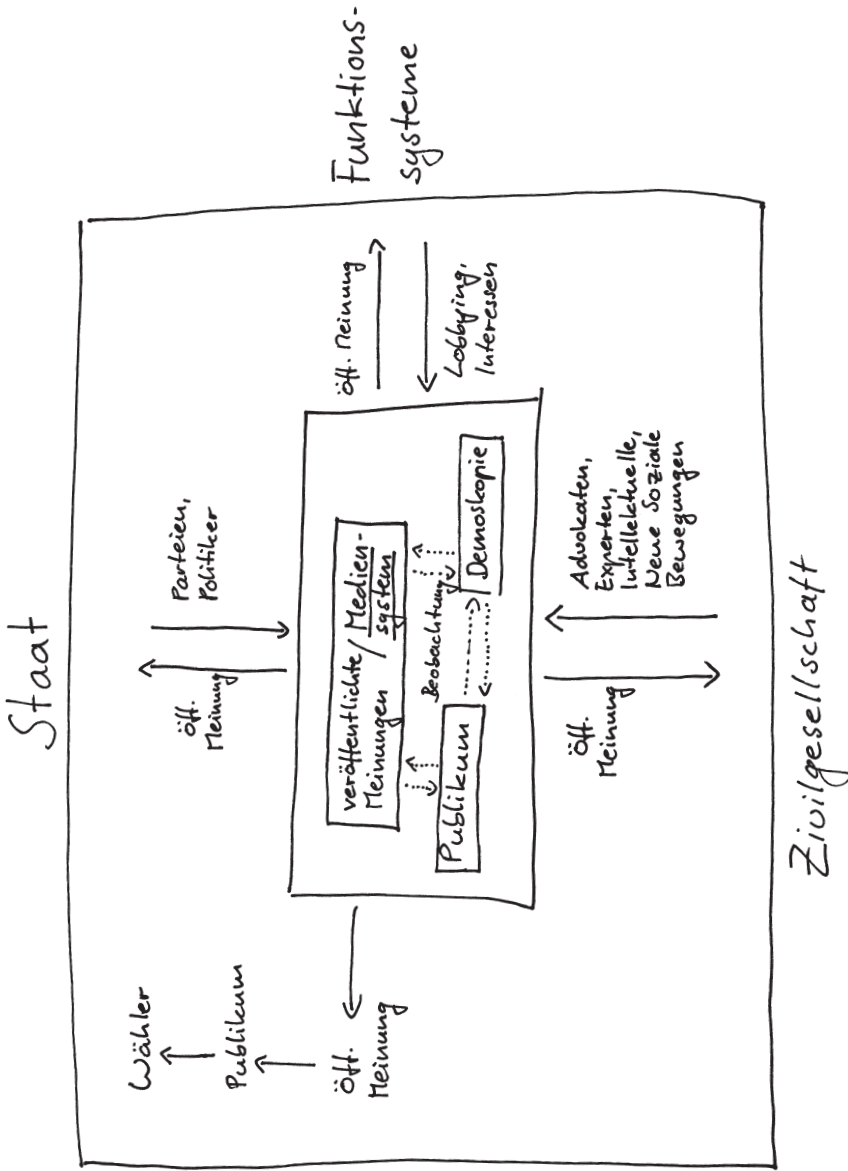 Staat
Wähler
Publikum
Öff.
Meinung
Öff.
Meinung
Parteien,
Politiker
veröffentlichte
Meinungen
/ Medien-
system
Beobachtung
Publikum
Demoskopie
Öff. Meinung
Lobbying,
Interessen
Funktions-
systeme
Öff.
Meinung
Advokaten,
Experten,
Intellektuelle,
Neue Soziale
Bewegungen
Zivilgesellschaft